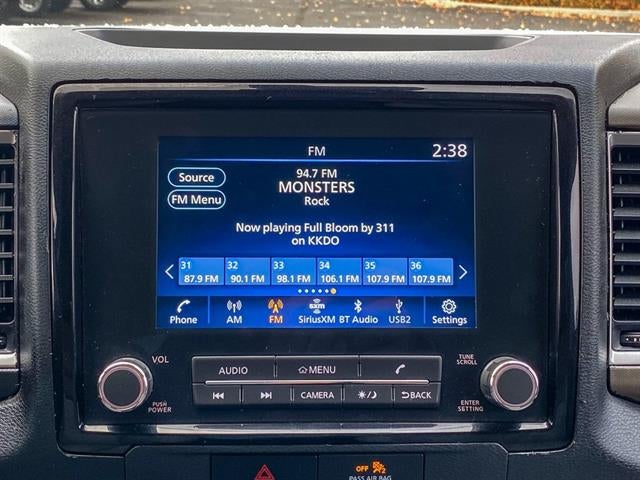 FM
2:38
Source
94.7 FM
MONSTERS
FM Menu
Rock
Now playing Full Bloom by 311
on KKDO
31 32 33 34 35 36
87.9 FM 90.1 FM 98.1 FM 106.1 FM 107.9 FM 107.9 FM
sxm
Phone AM FM SiriusXM BT Audio USB2 Settings
VOL
AUDIO MENU
TUNE
SCROLL
PUSH
POWER
CAMERA BACK
ENTER
SETTING
OFF 2
PASS AIR BAG